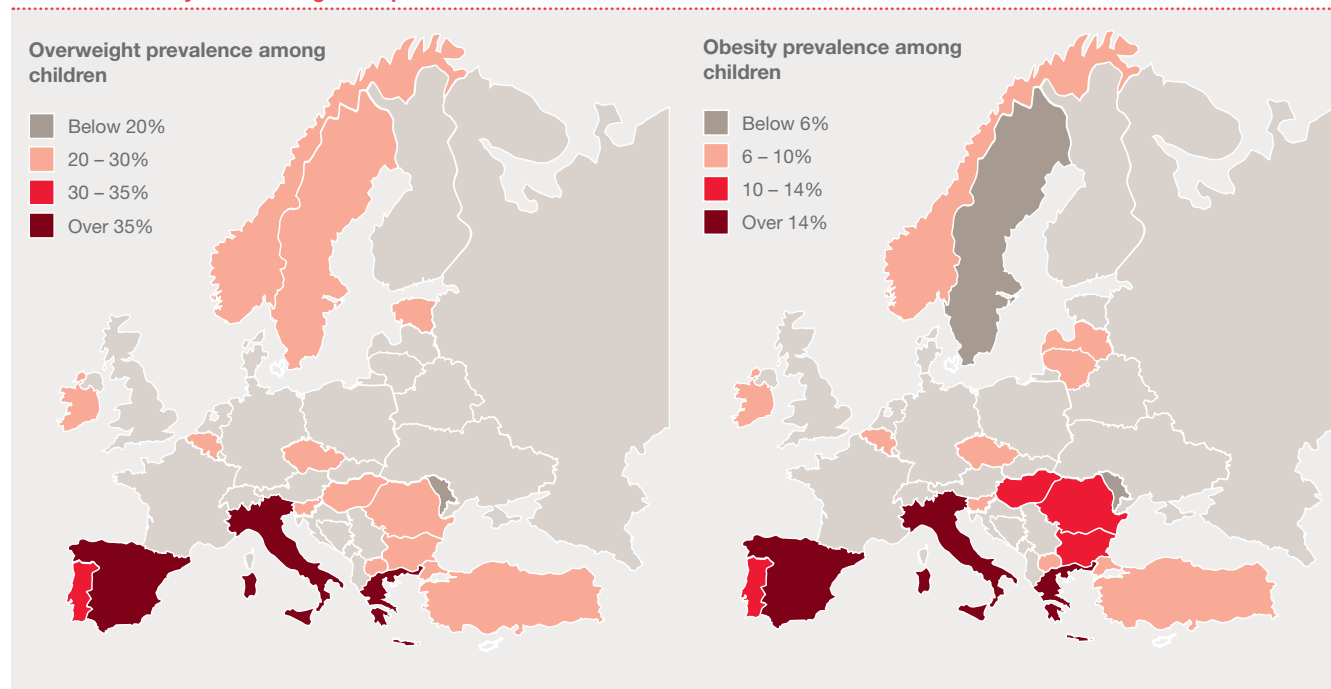 Overweight prevalence among
children
Below 20%
20 – 30%
30 – 35%
Over 35%
Obesity prevalence among
children
Below 6%
6 – 10%
10 – 14%
Over 14%